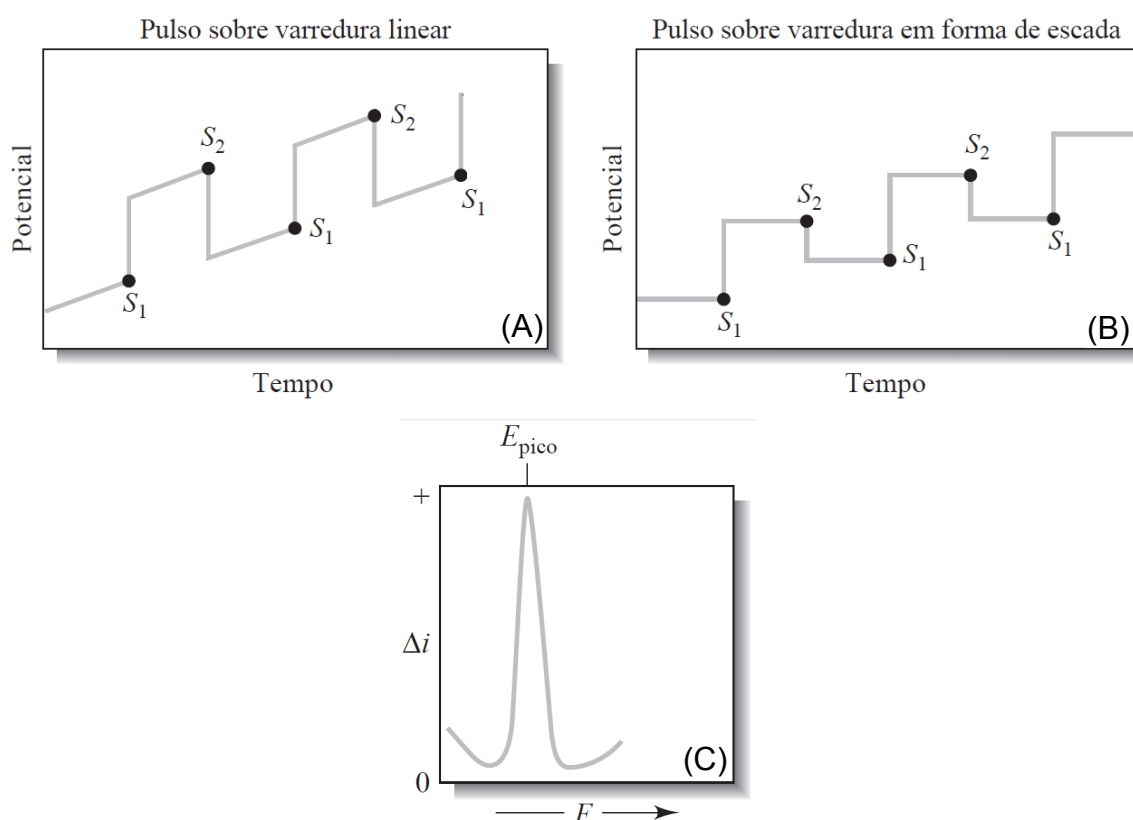 Pulso sobre varredura linear
Potencial
S₂
S₂
S₁
S₁
S₁
(A)
Tempo
Pulso sobre varredura em forma de escada
Potencial
S₂
S₂
S₁
S₁
S₁
(B)
Tempo
E pico
+
Δi
0
(C)
E